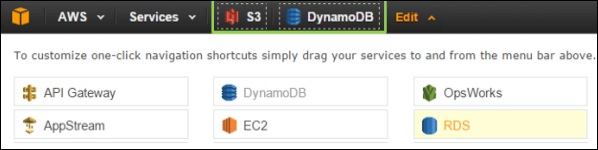 AWS Services S3 DynamoDB Edit
To customize one-click navigation shortcuts simply drag your services to and from the menu bar above.
API Gateway DynamoDB OpsWorks
AppStream EC2 RDS